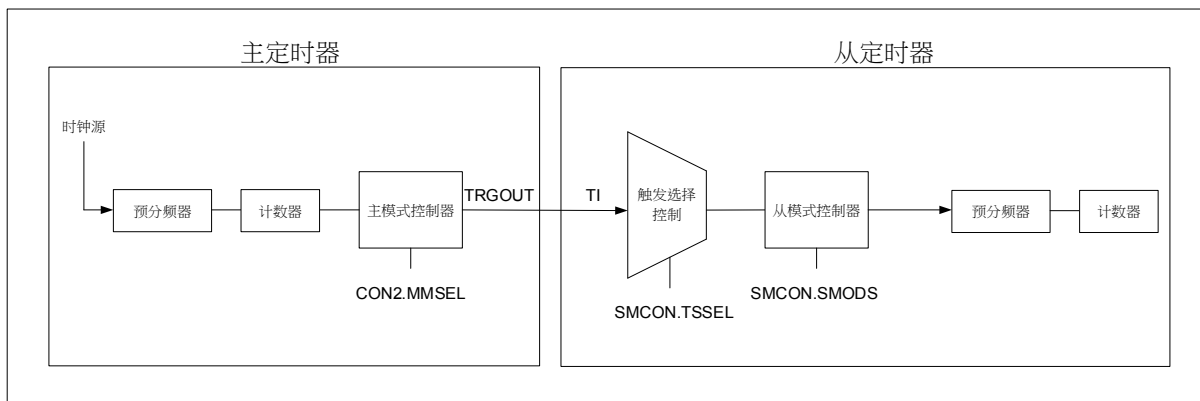 主定时器
时钟源
预分频器
计数器
主模式控制器
TRGOUT
CON2.MMSEL
从定时器
TI
触发选择
控制
SMCON.TSSEL
从模式控制器
SMCON.SMODS
预分频器
计数器